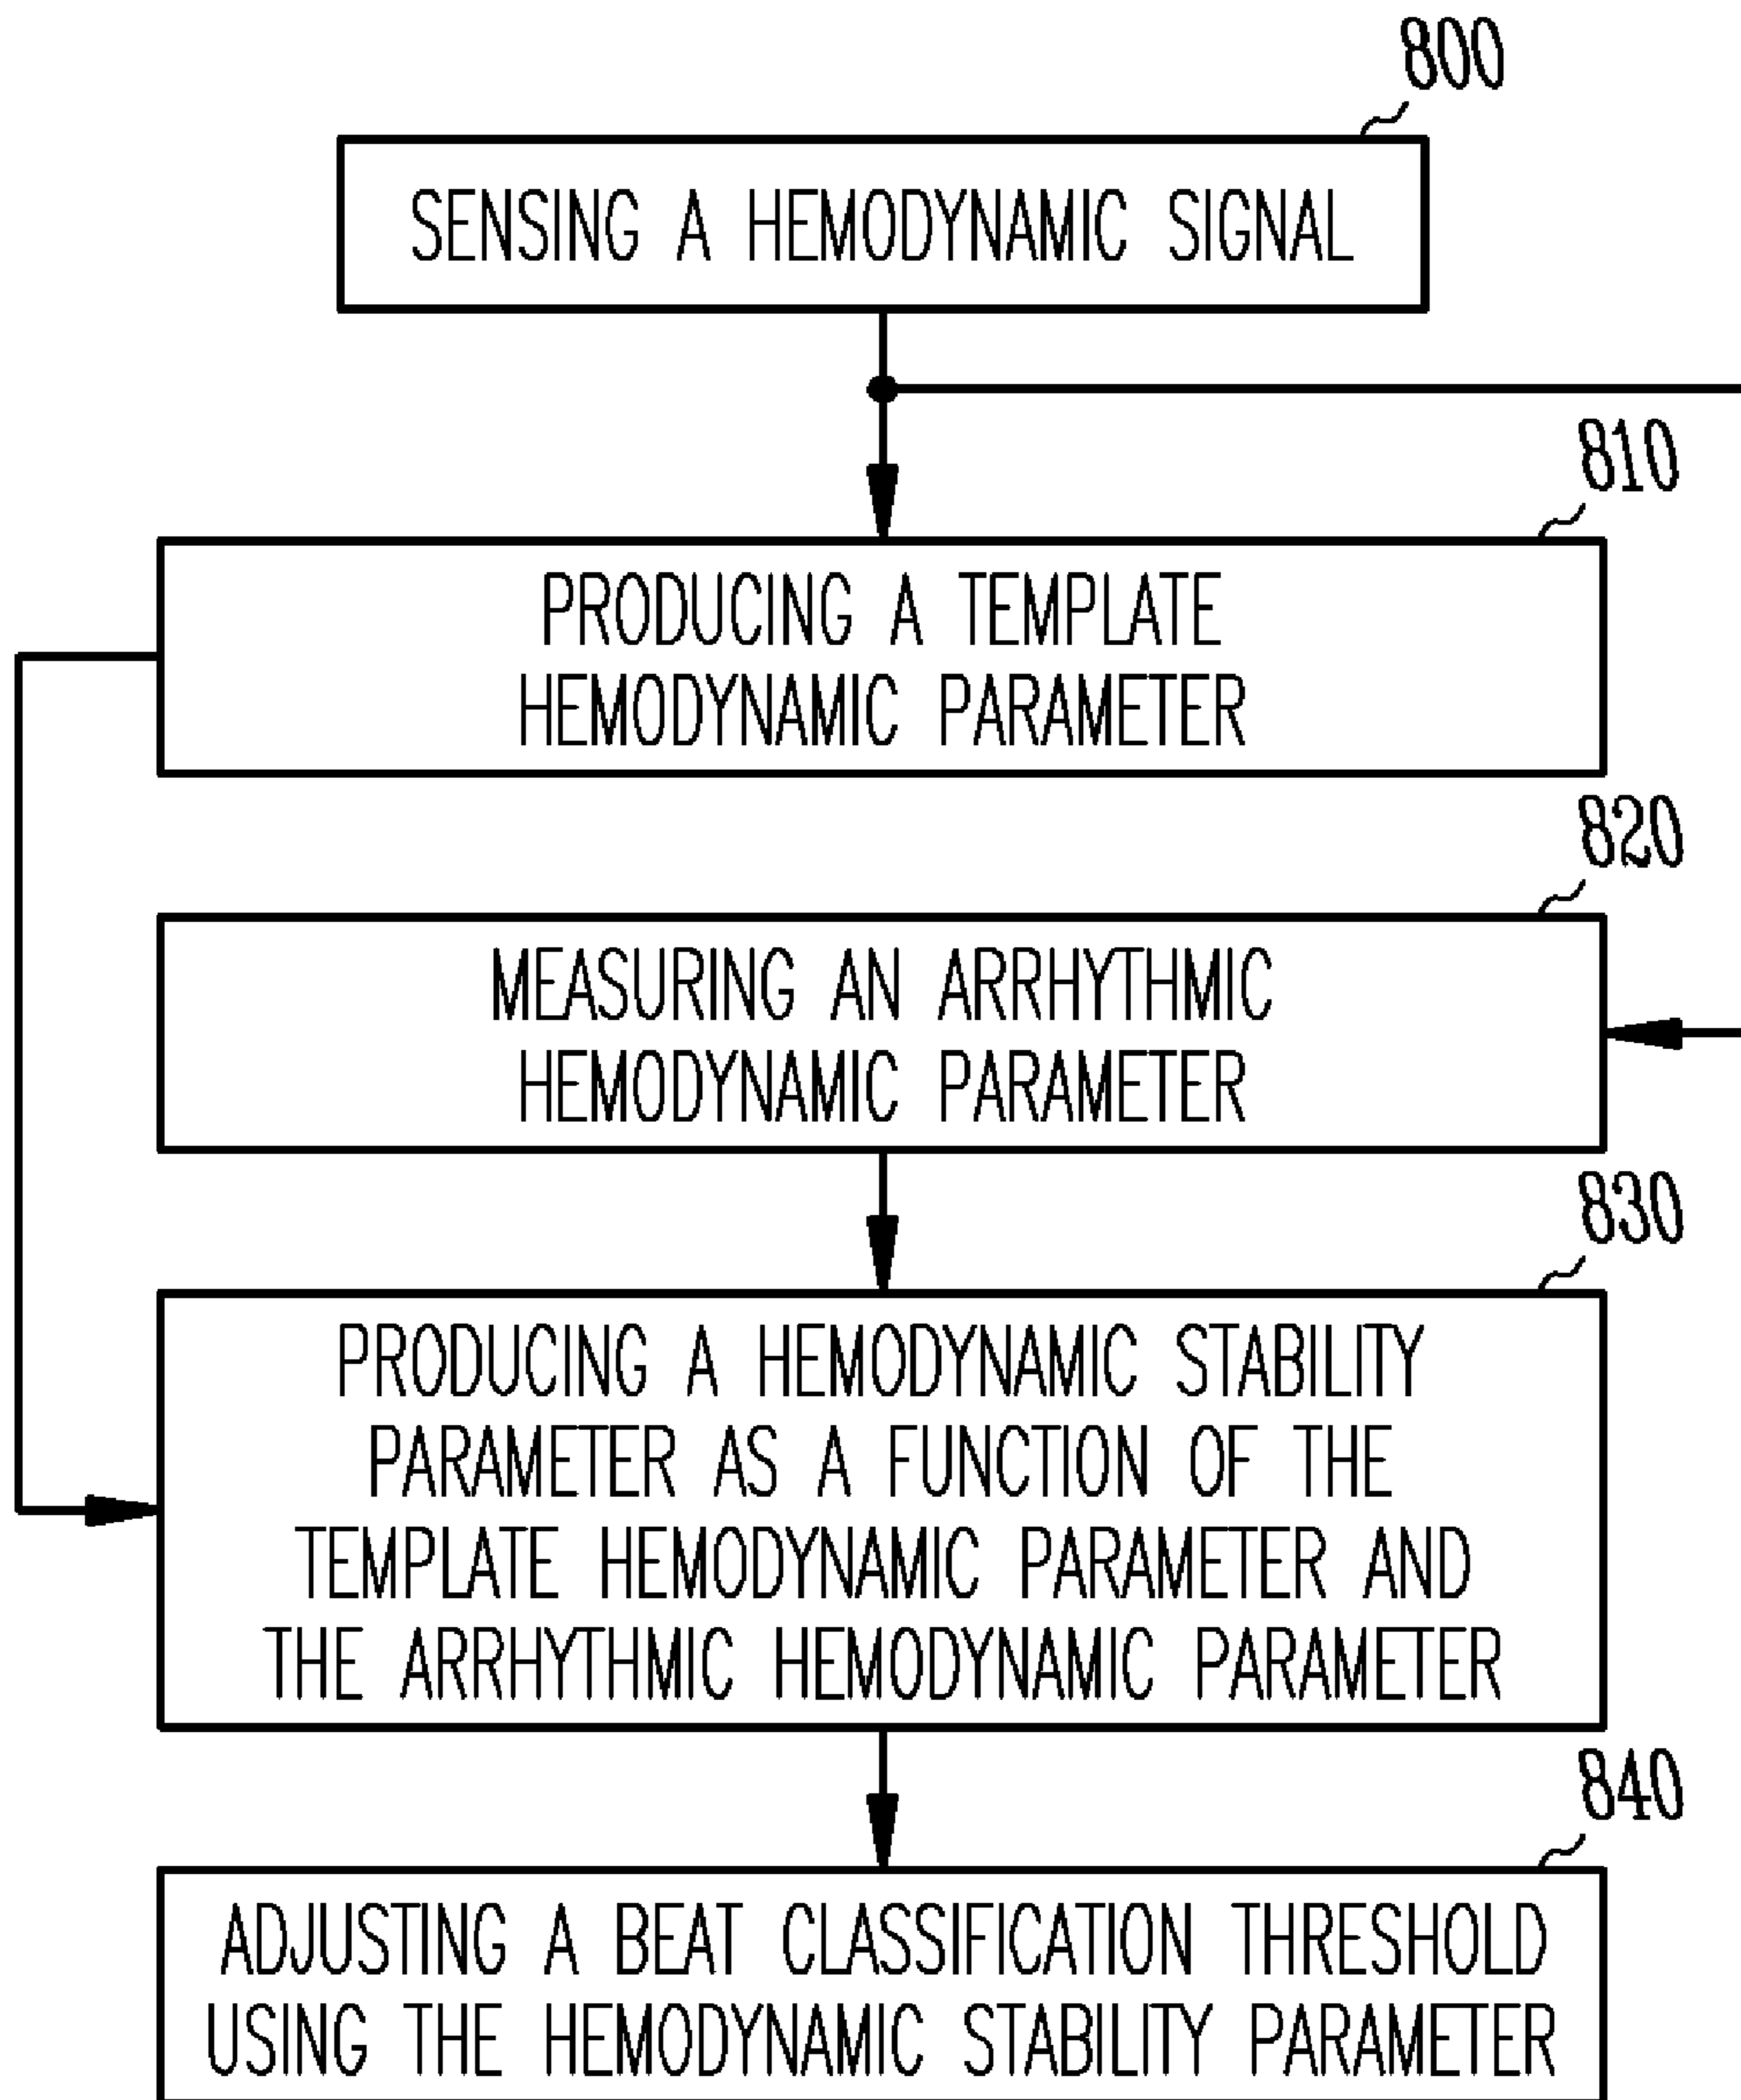 800
SENSING A HEMODYNAMIC SIGNAL
810
PRODUCING A TEMPLATE
HEMODYNAMIC PARAMETER
820
MEASURING AN ARRHYTHMIC
HEMODYNAMIC PARAMETER
830
PRODUCING A HEMODYNAMIC STABILITY
PARAMETER AS A FUNCTION OF THE
TEMPLATE HEMODYNAMIC PARAMETER AND
THE ARRHYTHMIC HEMODYNAMIC PARAMETER
840
ADJUSTING A BEAT CLASSIFICATION THRESHOLD
USING THE HEMODYNAMIC STABILITY PARAMETER